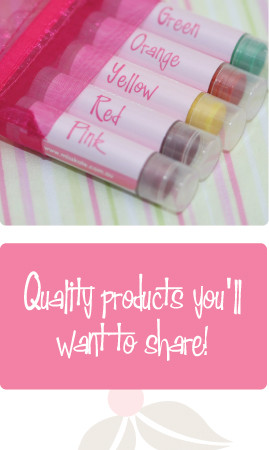 Green
Orange
Yellow
Red
Pink
Quality products you'll
want to share!